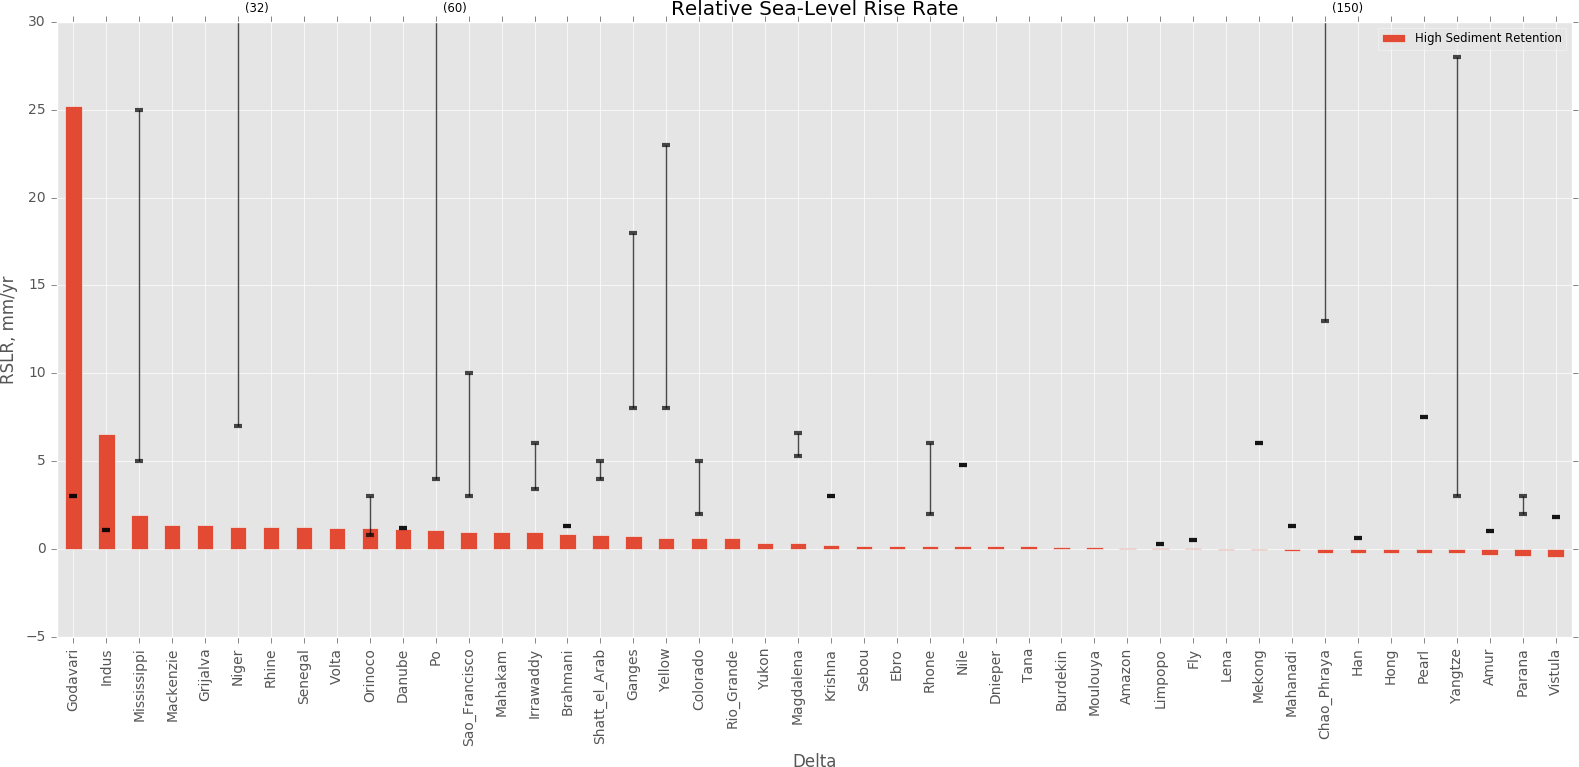 (32)
(60)
Relative Sea-Level Rise Rate
(150)
High Sediment Retention
RSLR, mm/yr
30
25
20
15
10
5
0
−5
Godavari
Indus
Mississippi
Mackenzie
Grijalva
Niger
Rhine
Senegal
Volta
Orinoco
Danube
Po
Sao_Francisco
Mahakam
Irrawaddy
Brahmani
Shatt_el_Arab
Ganges
Yellow
Colorado
Rio_Grande
Yukon
Magdalena
Krishna
Sebou
Ebro
Rhone
Nile
Dnieper
Tana
Burdekin
Moulouya
Amazon
Limpopo
Fly
Lena
Mekong
Mahanadi
Chao_Phraya
Han
Hong
Pearl
Yangtze
Amur
Parana
Vistula
Delta